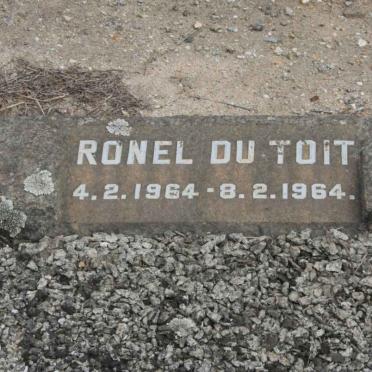 RONEL DU TOIT
4.2.1964 - 8.2.1964.